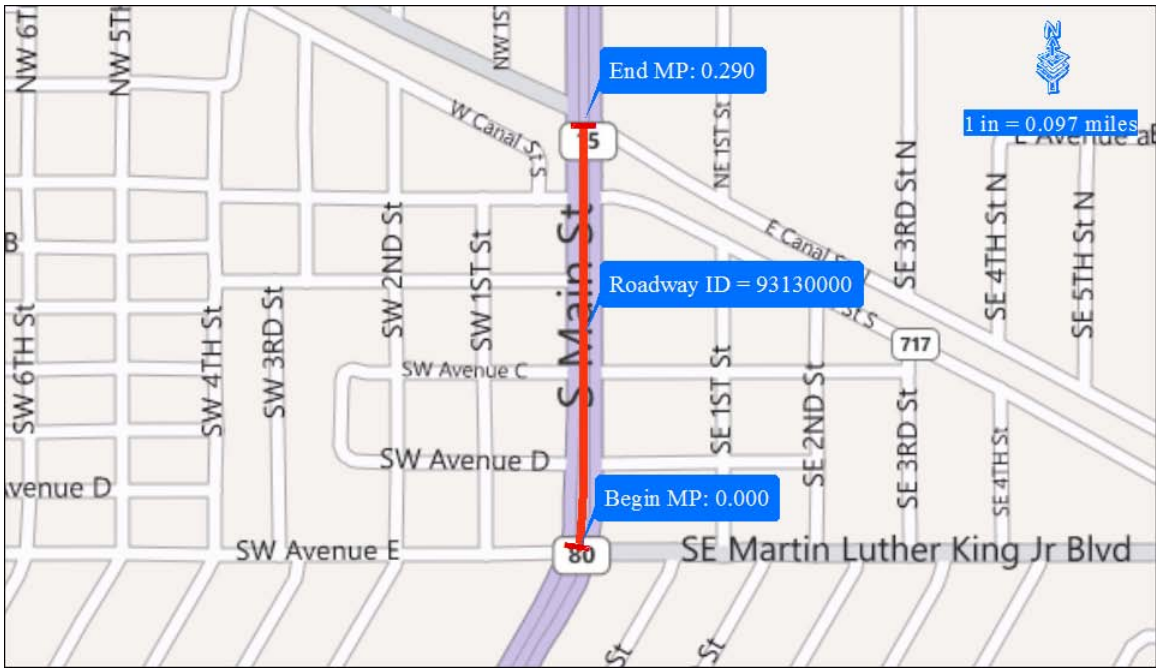 NW 6T
NW 5T
NW 1ST
End MP: 0.290
1 in = 0.097 miles
W Canal St S
NE 1ST St
SE 3RD St N
SE 4TH St N
SE 5TH St N
SW 2ND St
SW 1ST St
S Main St
E Canal
Roadway ID = 93130000
St S
717
SW 6TH St
SW 4TH St
SW 3RD St
SW Avenue C
SE 1ST St
SE 2ND St
SE 3RD St
SE 4TH St
SW Avenue D
venue D
Begin MP: 0.000
SW Avenue E
80
SE Martin Luther King Jr Blvd
St
St